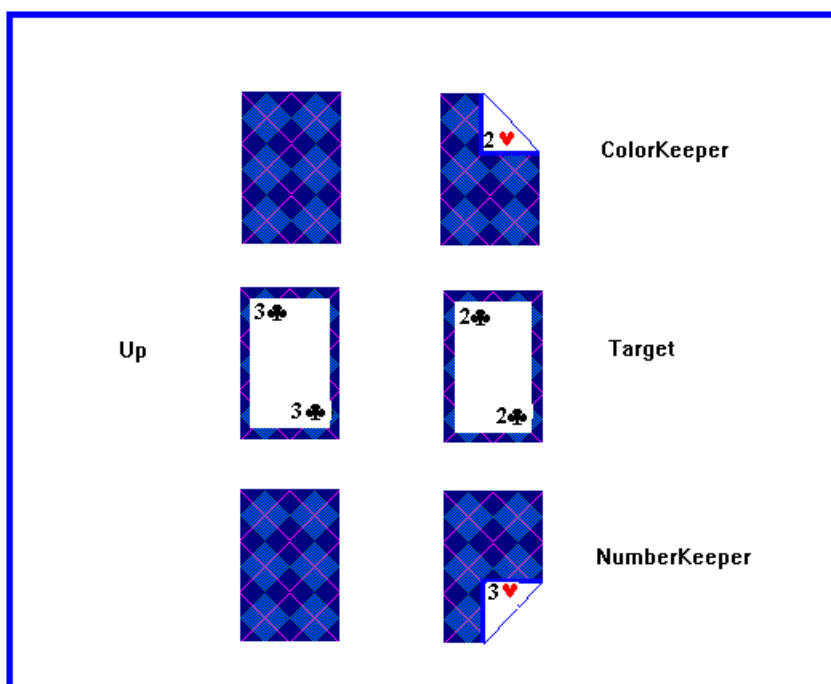 2♥
ColorKeeper
3♣
2♣
Up
Target
3♣
2♣
NumberKeeper
3♥